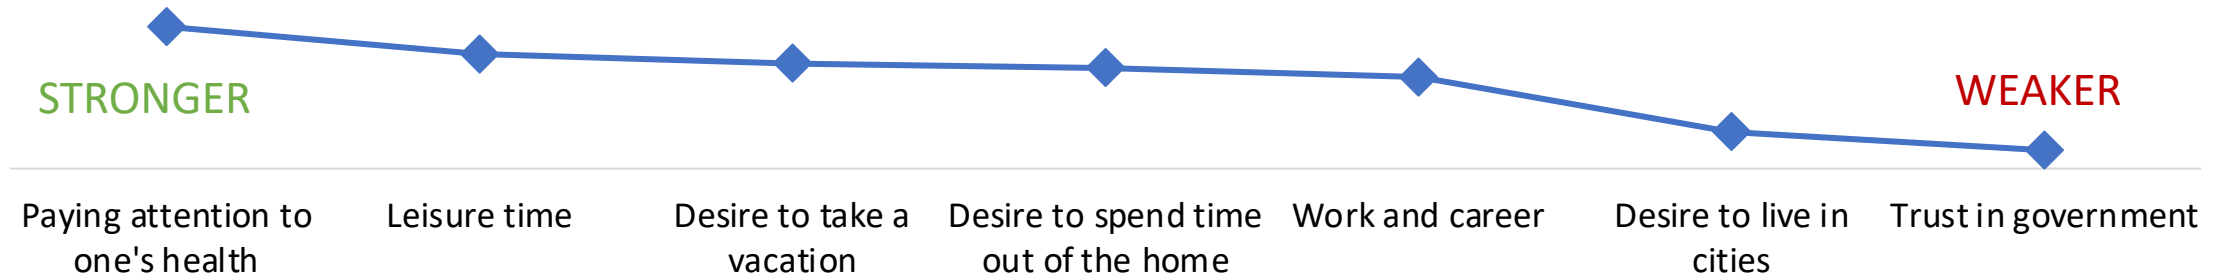 STRONGER
WEAKER
Paying attention to
one's health
Leisure time
Desire to take a
vacation
Desire to spend time
out of the home
Work and career
Desire to live in
cities
Trust in government